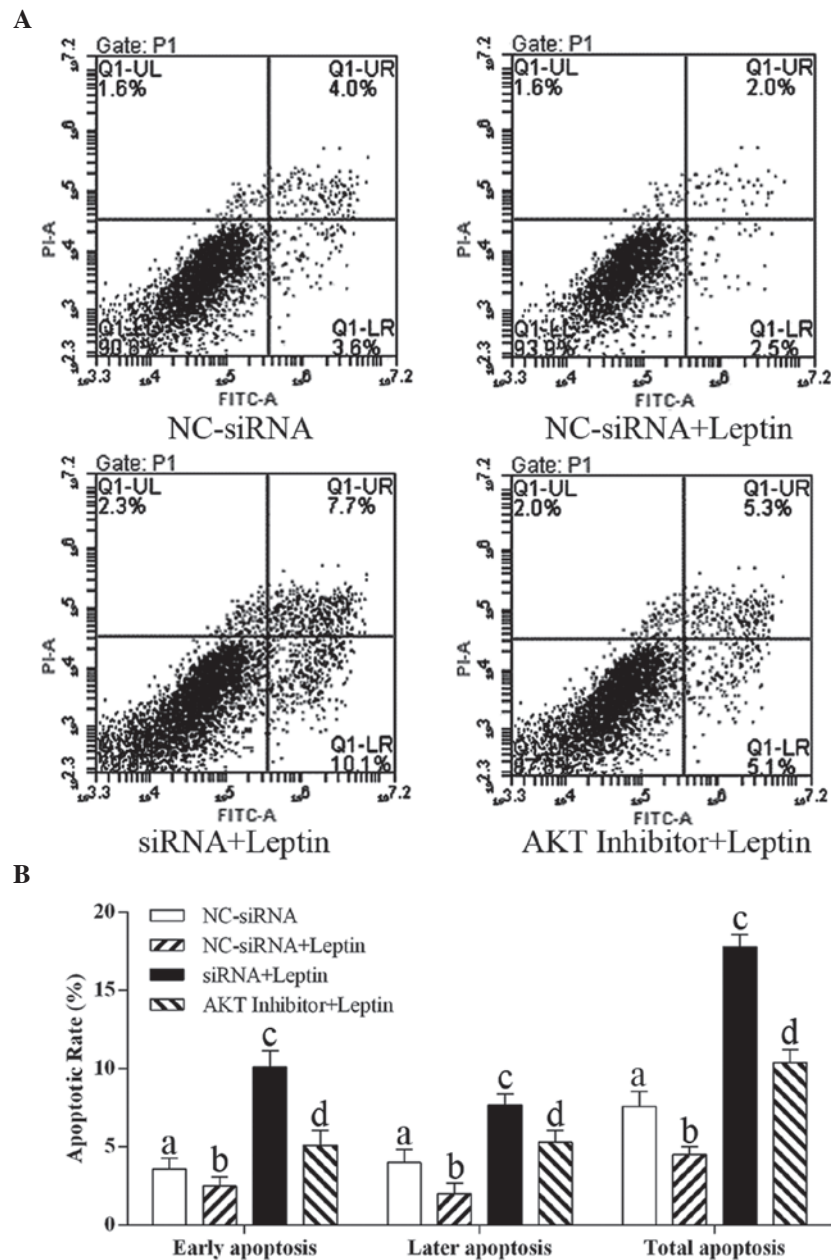 A
Gate: P1
Q1-UL
1.6%
Q1-UR
4.0%
Q1-LR
3.6%
PI-A
FITC-A
NC-siRNA
Gate: P1
Q1-UL
1.6%
Q1-UR
2.0%
93.9%
Q1-LR
2.5%
PI-A
FITC-A
NC-siRNA+Leptin
Gate: P1
Q1-UL
2.3%
Q1-UR
7.7%
Q1-LR
10.1%
PI-A
FITC-A
siRNA+Leptin
Gate: P1
Q1-UL
2.0%
Q1-UR
5.3%
Q1-LR
5.1%
PI-A
FITC-A
AKT Inhibitor+Leptin
B
Apoptotic Rate (%)
20
15
10
5
0
NC-siRNA
NC-siRNA+Leptin
siRNA+Leptin
AKT Inhibitor+Leptin
a b c d
a b c d
a b c d
Early apoptosis
Later apoptosis
Total apoptosis